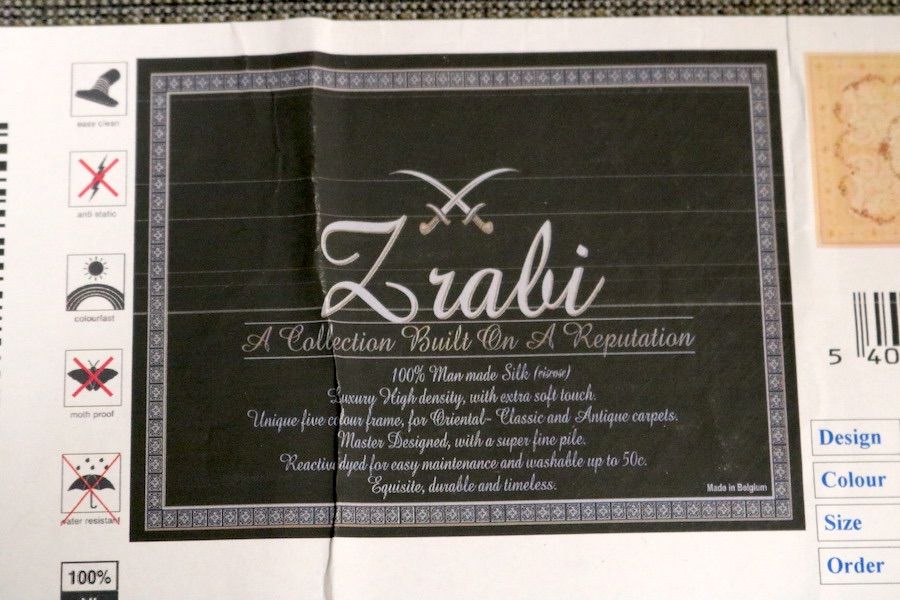 easy clean
anti static
colourfast
moth proof
water resistant
100%
Zrabi
A Collection Built On A Reputation
100% Man made Silk (viscose)
Luxury High density, with extra soft touch.
Unique five colour frame, for Oriental- Classic and Antique carpets.
Master Designed, with a super fine pile.
Reactive dyed for easy maintenance and washable up to 50c.
Equisite, durable and timeless.
Made in Belgium
5 40
Design
Colour
Size
Order